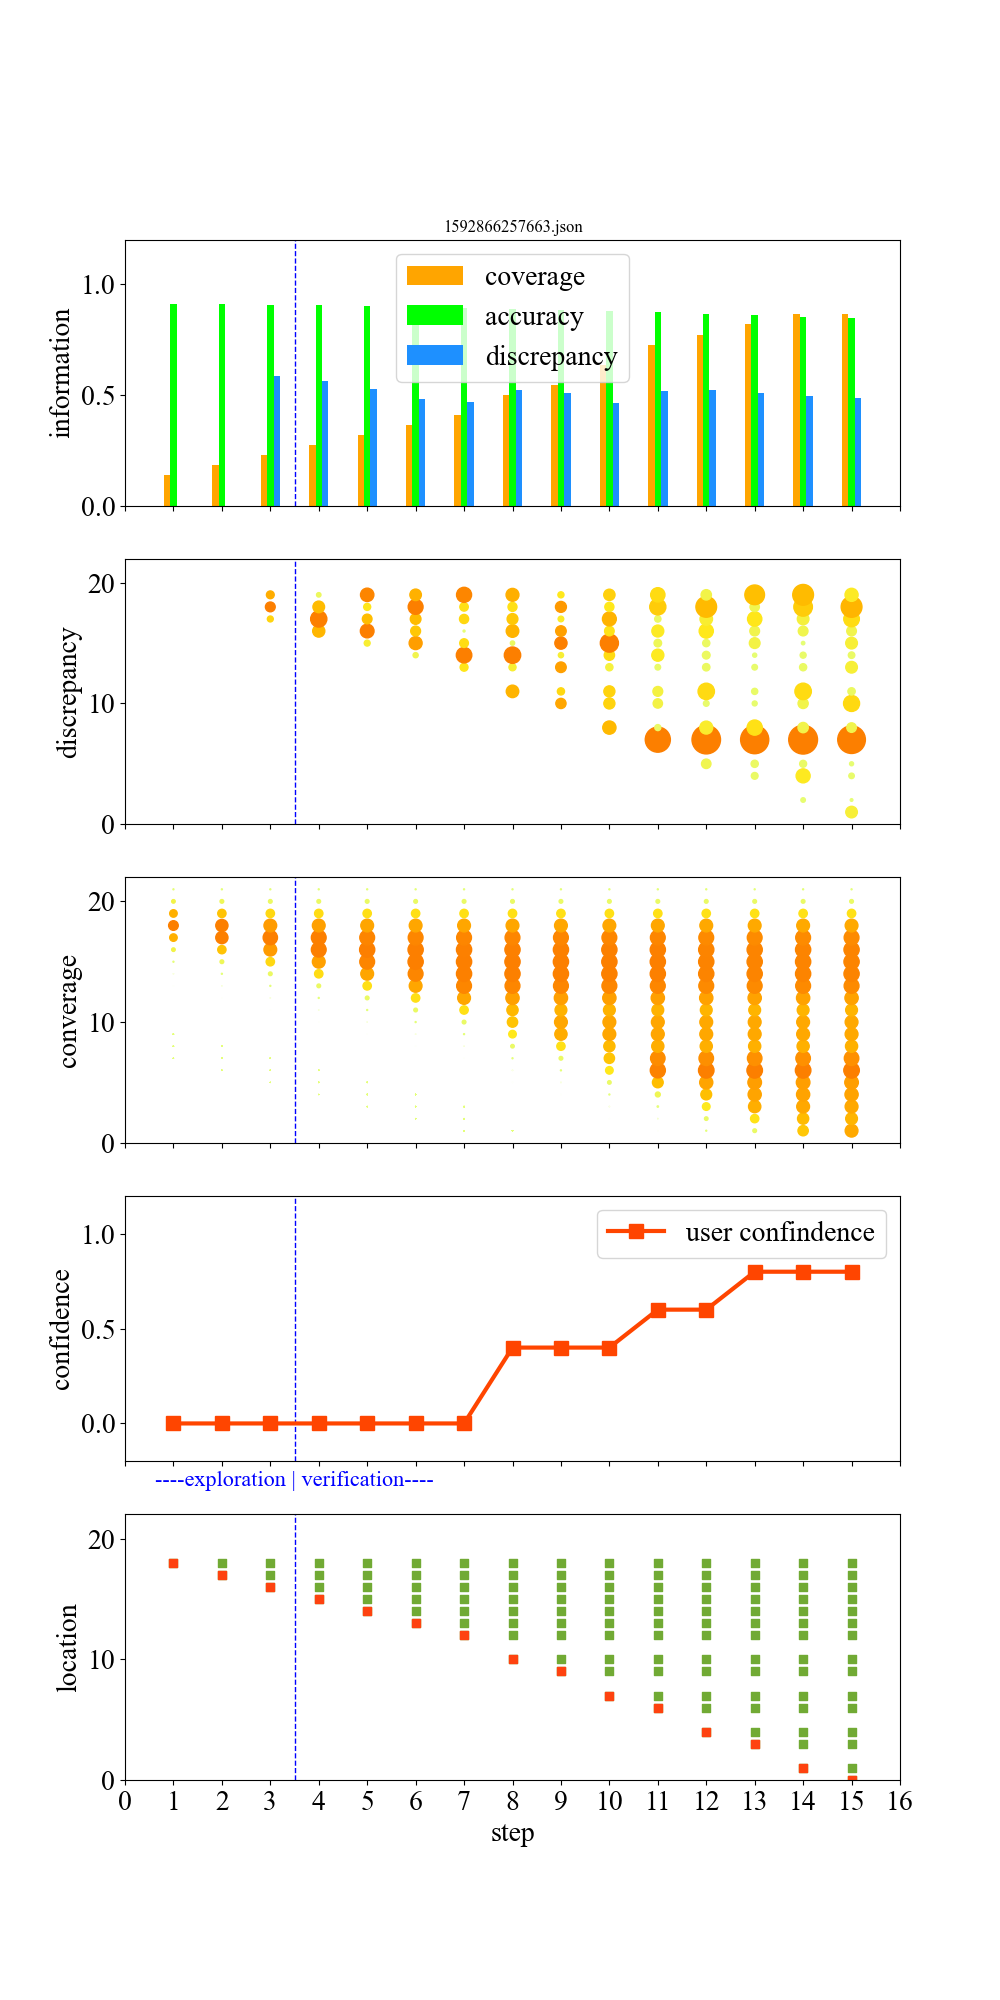 1592866257663.json
1.0
0.5
0.0
information
coverage
accuracy
discrepancy
20
10
0
discrepancy
20
10
0
converage
1.0
0.5
0.0
confidence
user confindence
----exploration | verification----
20
10
0
location
0 1 2 3 4 5 6 7 8 9 10 11 12 13 14 15 16
step